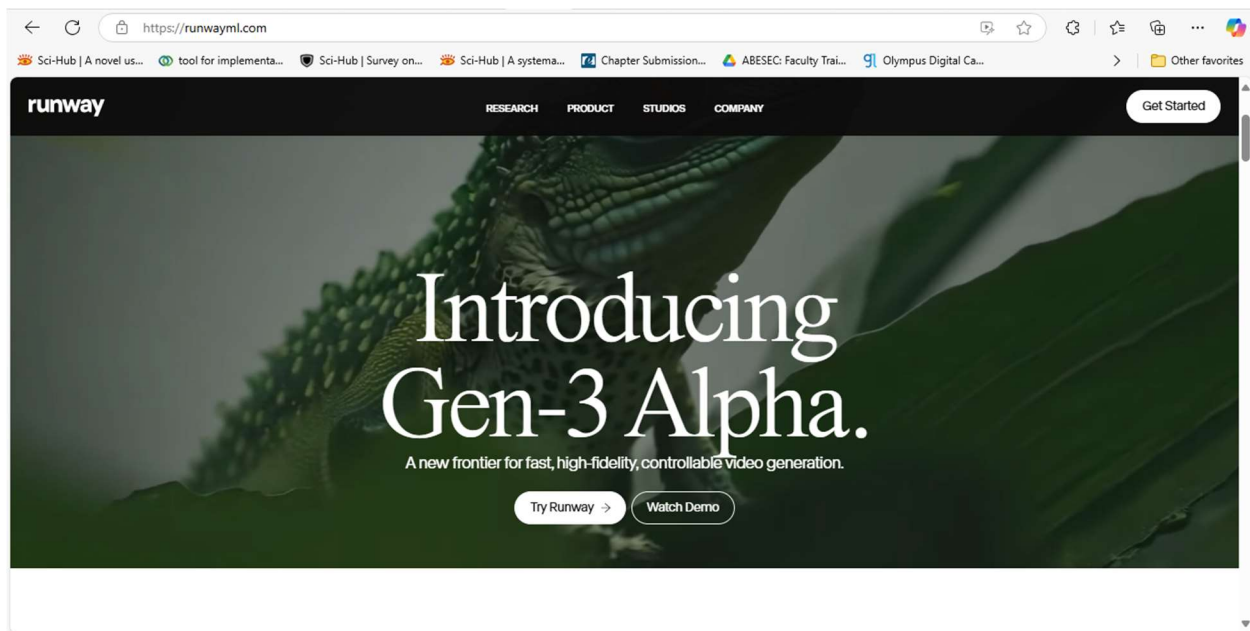 https://runwayml.com
Sci-Hub | A novel us... tool for implementa... Sci-Hub | Survey on... Sci-Hub | A systema... Chapter Submission... ABESEC: Faculty Trai... Olympus Digital Ca... Other favorites
runway RESEARCH PRODUCT STUDIOS COMPANY Get Started
Introducing
Gen-3 Alpha.
A new frontier for fast, high-fidelity, controllable video generation.
Try Runway → Watch Demo